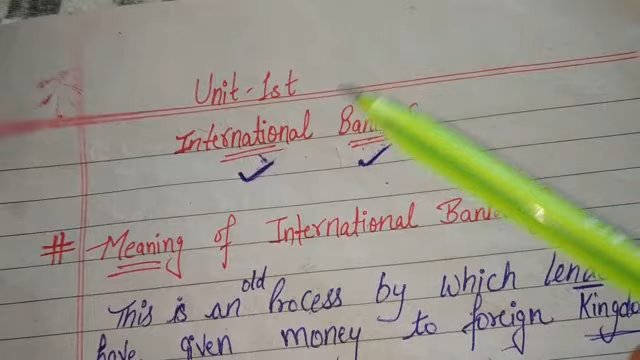 Unit - 1st
International
# Meaning of International
This is an old Process by which
have given money to foreign